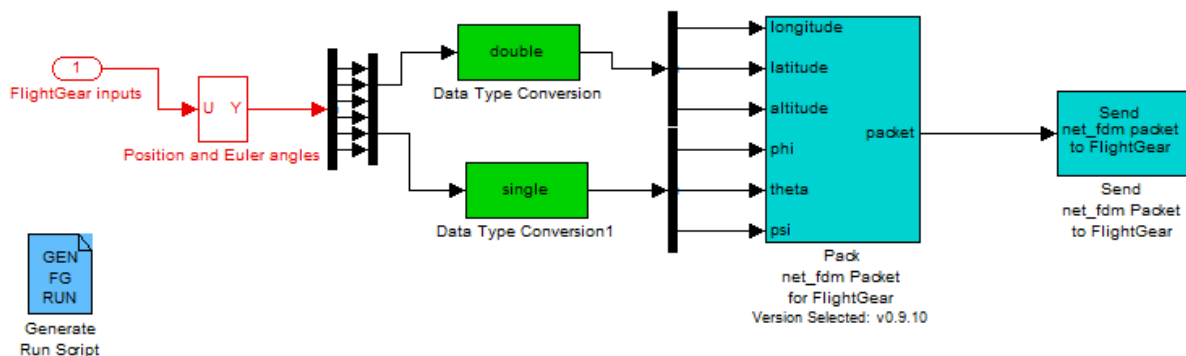 1
FlightGear inputs
U Y
Position and Euler angles
double
Data Type Conversion
single
Data Type Conversion1
longitude
latitude
altitude
phi
theta
psi
packet
Pack
net_fdm Packet
for FlightGear
Version Selected: v0.9.10
Send
net_fdm packet
to FlightGear
Send
net_fdm Packet
to FlightGear
GEN
FG
RUN
Generate
Run Script